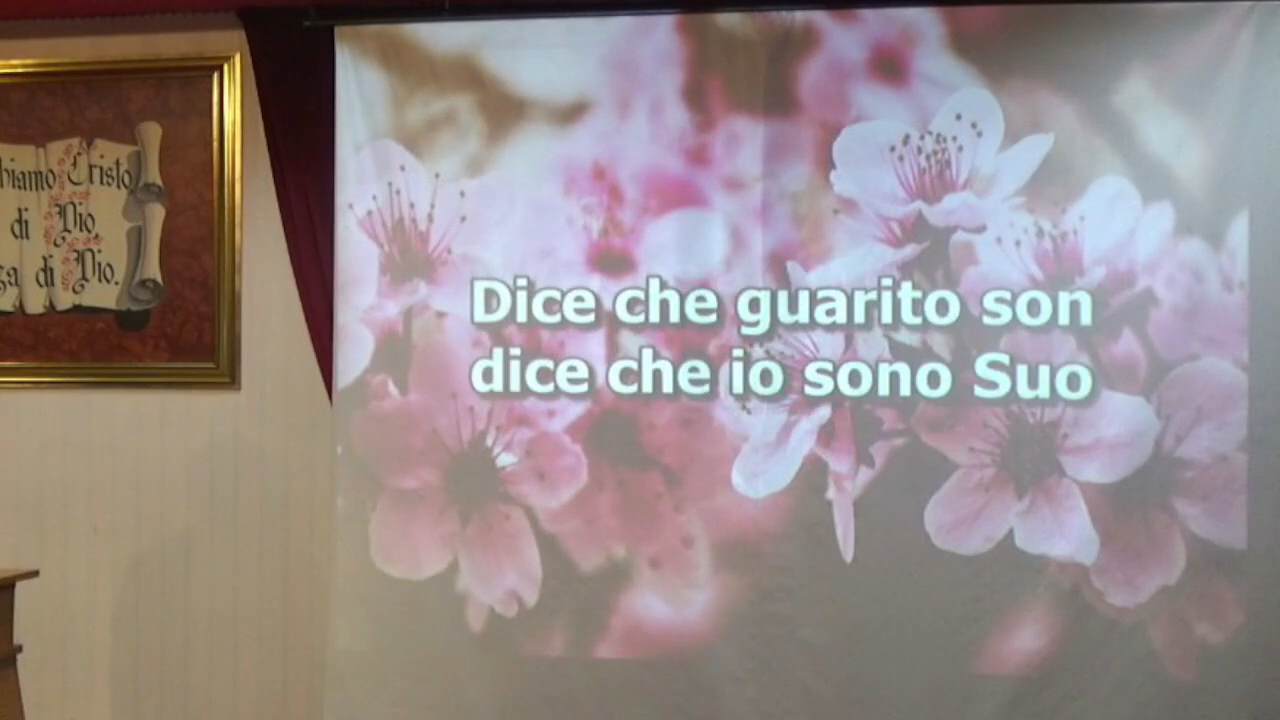 Cristo
di Dio,
di Dio.
Dice che guarito son
dice che io sono Suo